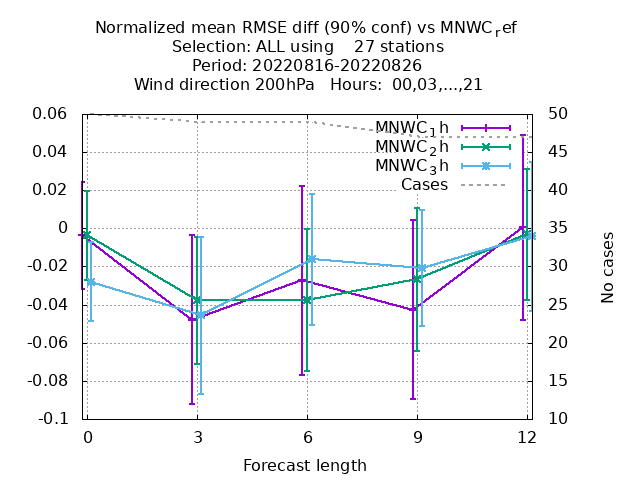 Normalized mean RMSE diff (90% conf) vs MNWC_ref
Selection: ALL using    27 stations
Period: 20220816-20220826
Wind direction 200hPa   Hours:  00,03,...,21
0.06
0.04
0.02
0
-0.02
-0.04
-0.06
-0.08
-0.1
50
45
40
35
30
25
20
15
10
MNWC_1h
MNWC_2h
MNWC_3h
Cases
No cases
0 3 6 9 12
Forecast length